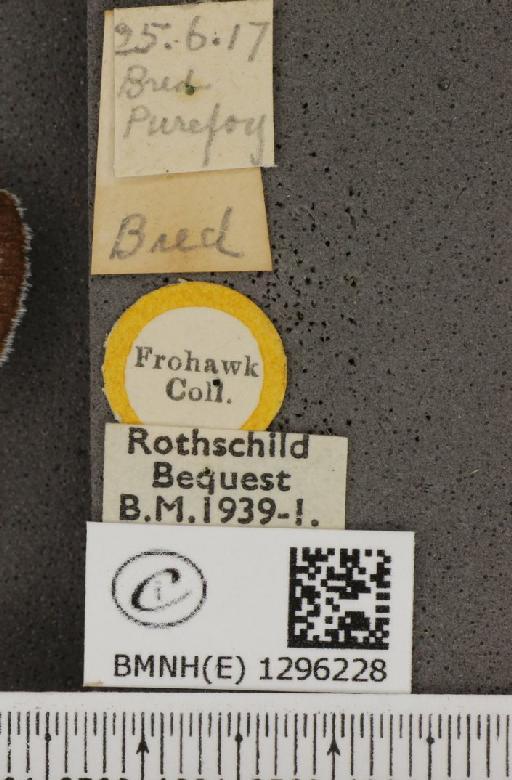 25.6.17
Bred
Purefoy
Bred
Frohawk
Coll.
Rothschild
Bequest
B.M.1939-1.
BMNH(E) 1296228